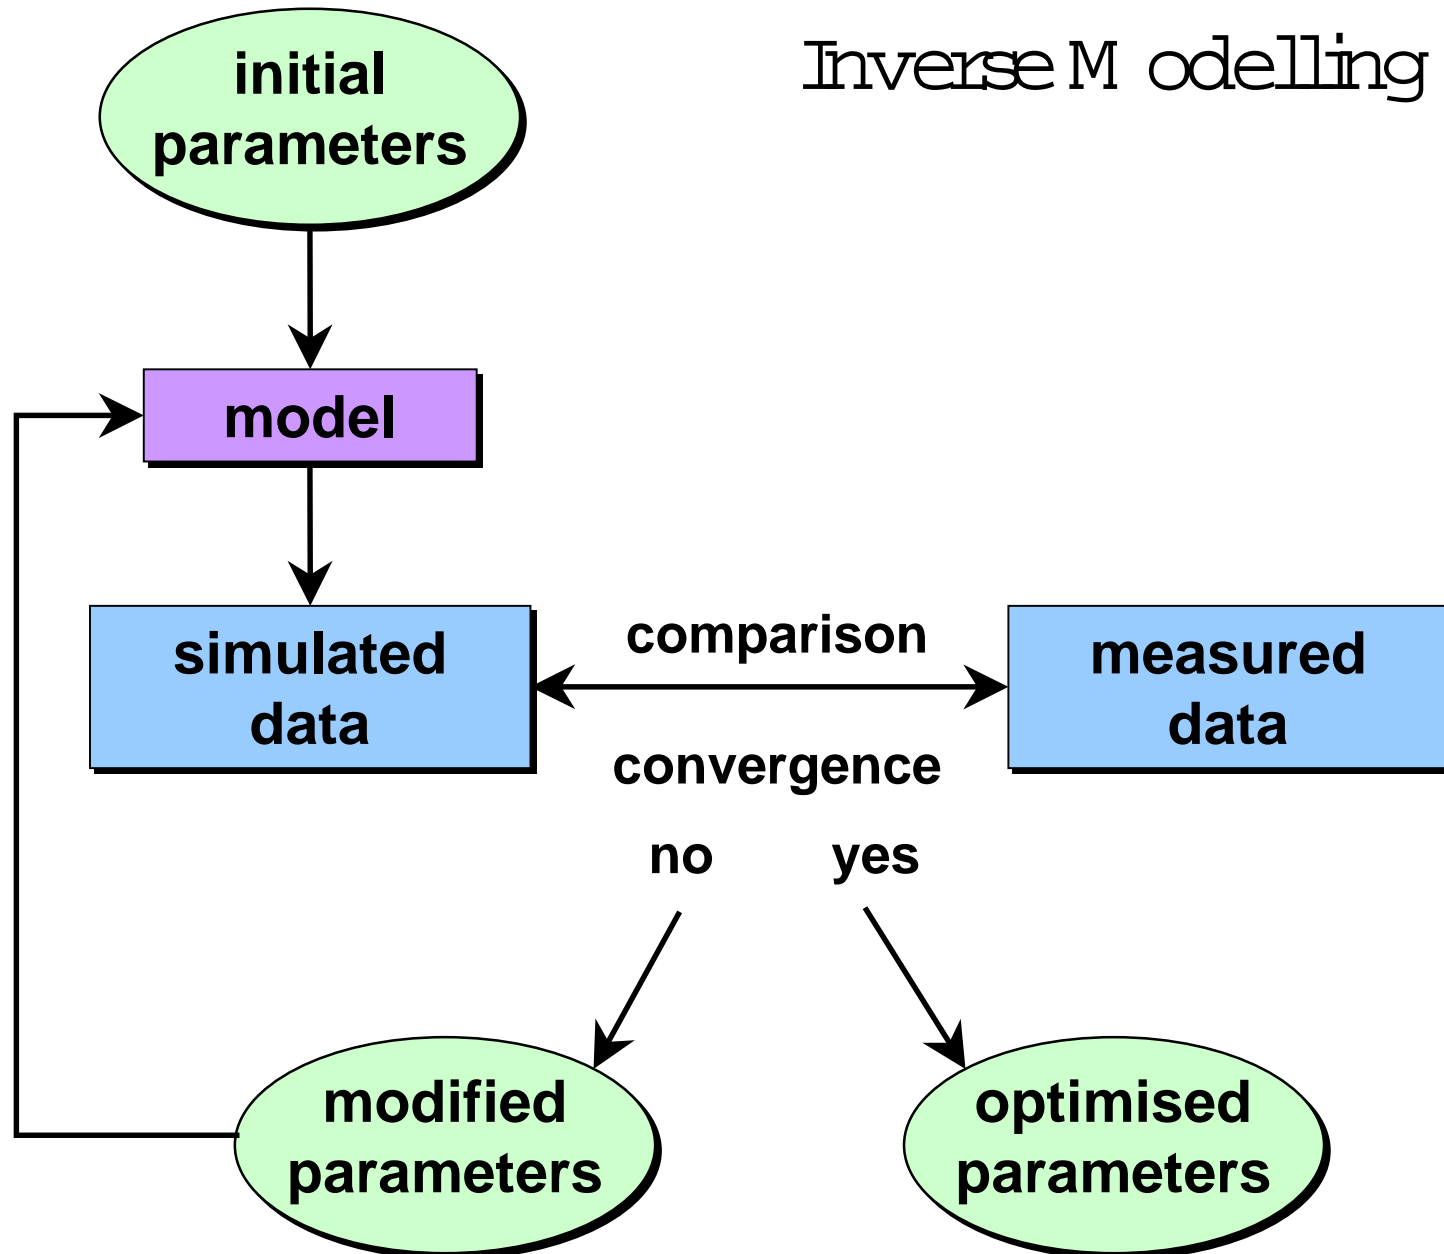 Inverse Modelling
initial
parameters
model
simulated
data
comparison
measured
data
convergence
no yes
modified
parameters
optimised
parameters